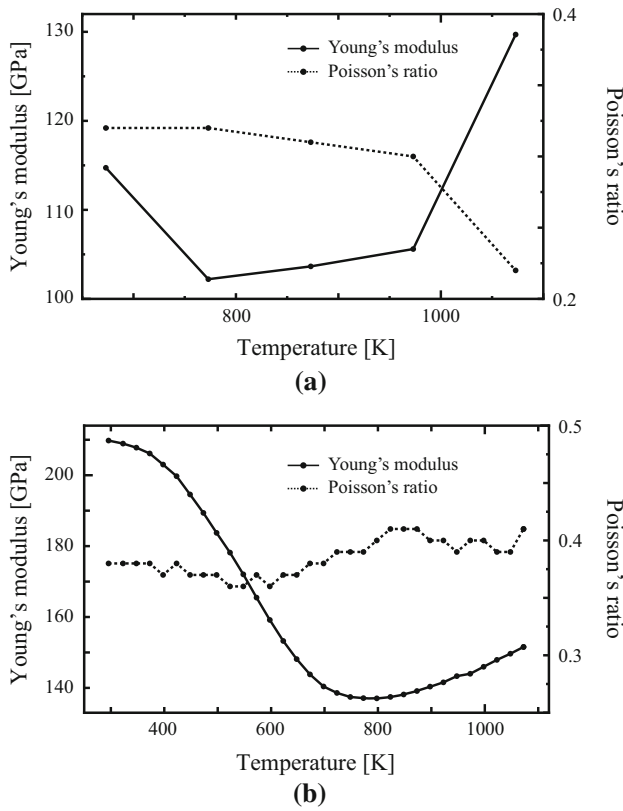 130
120
110
100
Young's modulus [GPa]
Young's modulus
Poisson's ratio
0.4
0.2
Poisson's ratio
800
1000
Temperature [K]
(a)
200
180
160
140
Young's modulus [GPa]
Young's modulus
Poisson's ratio
0.5
0.4
0.3
Poisson's ratio
400
600
800
1000
Temperature [K]
(b)